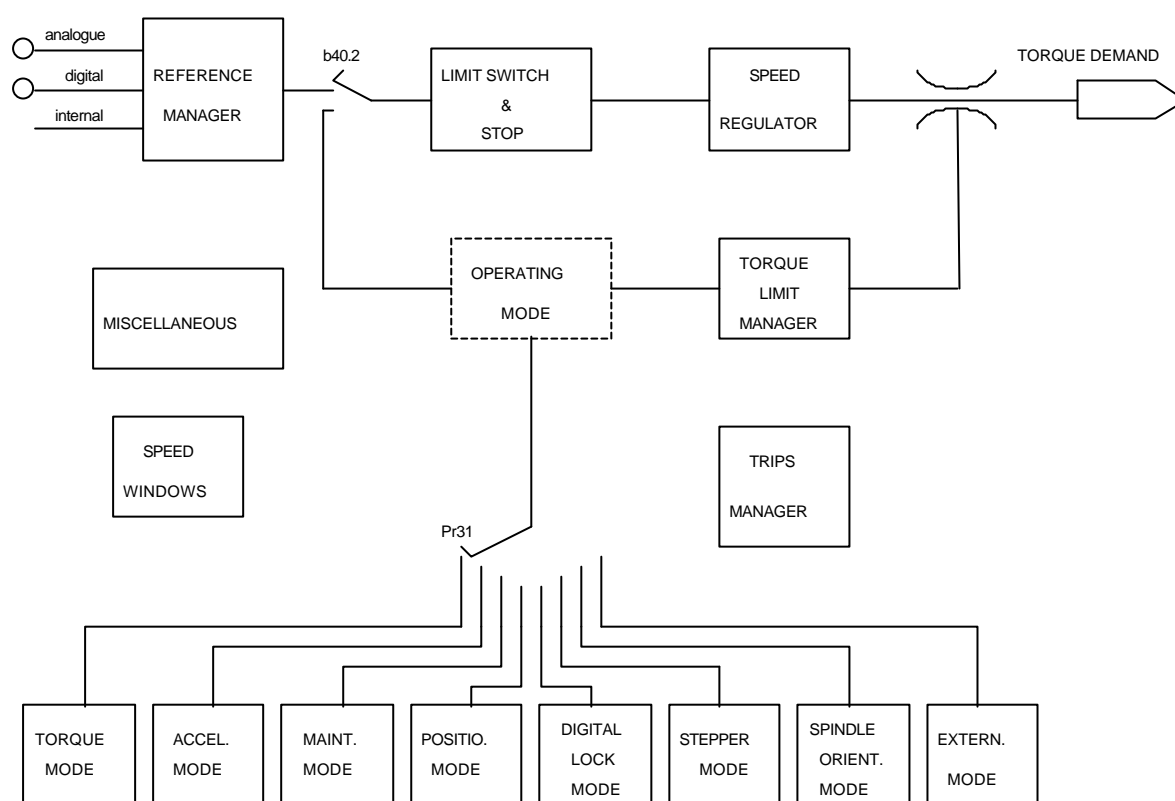 analogue
digital
internal
REFERENCE
MANAGER
b40.2
LIMIT SWITCH
&
STOP
SPEED
REGULATOR
TORQUE DEMAND
OPERATING
MODE
TORQUE
LIMIT
MANAGER
MISCELLANEOUS
SPEED
WINDOWS
TRIPS
MANAGER
Pr31
TORQUE
MODE
ACCEL.
MODE
MAINT.
MODE
POSITIO.
MODE
DIGITAL
LOCK
MODE
STEPPER
MODE
SPINDLE
ORIENT.
MODE
EXTERN.
MODE